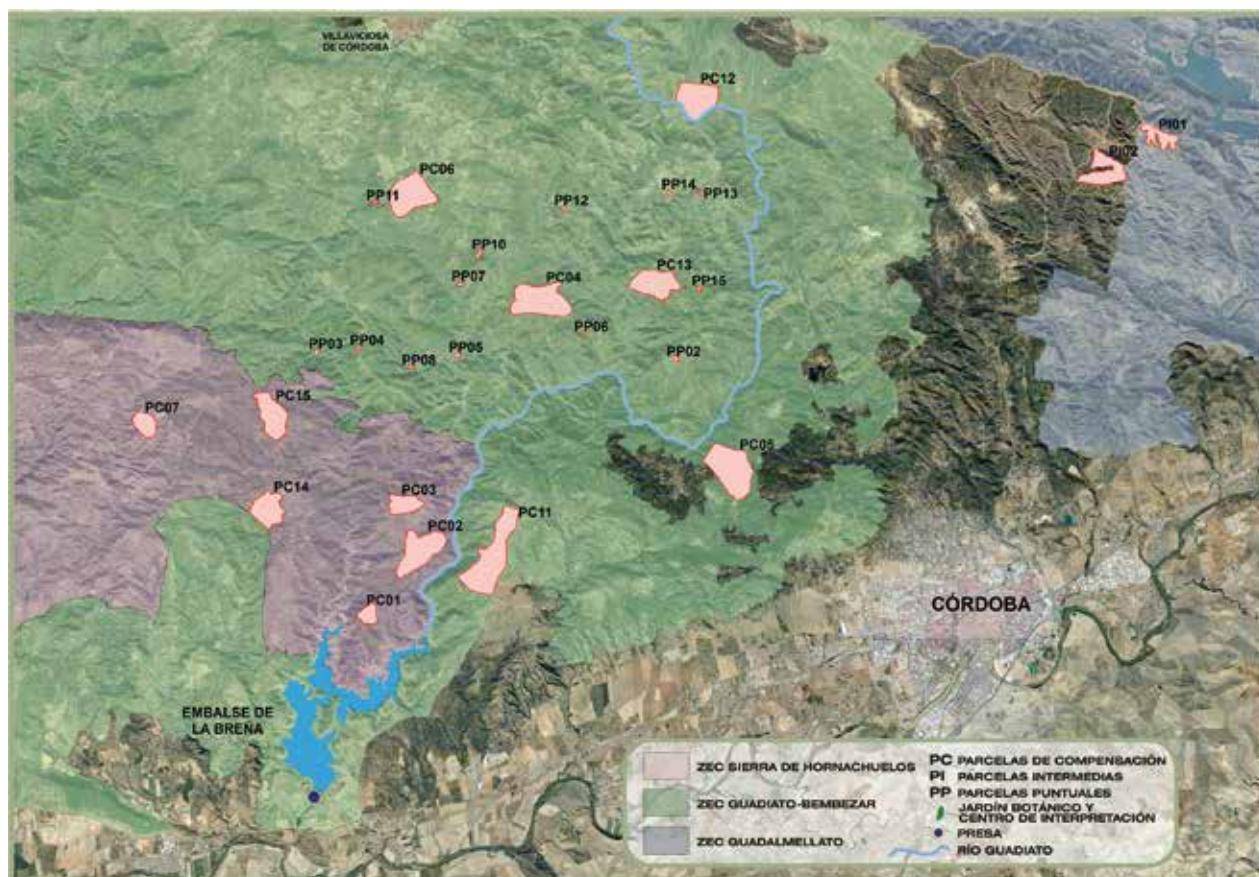 VILLAVICIOSA
DE CÓRDOBA
PC12
PI01
PI02
PC06
PP11
PP14
PP13
PP12
PP10
PP07
PC04
PC13
PP15
PP06
PP03
PP04
PP08
PP05
PP02
PC07
PC15
PC05
PC14
PC03
PC02
PC11
PC01
CÓRDOBA
EMBALSE DE
LA BREÑA
ZEC SIERRA DE HORNACHUELOS
ZEC GUADIATO-BEMBEZAR
ZEC GUADALMELLATO
PC PARCELAS DE COMPENSACIÓN
PI PARCELAS INTERMEDIAS
PP PARCELAS PUNTUALES
JARDÍN BOTÁNICO Y
CENTRO DE INTERPRETACIÓN
PRESA
RÍO GUADIATO